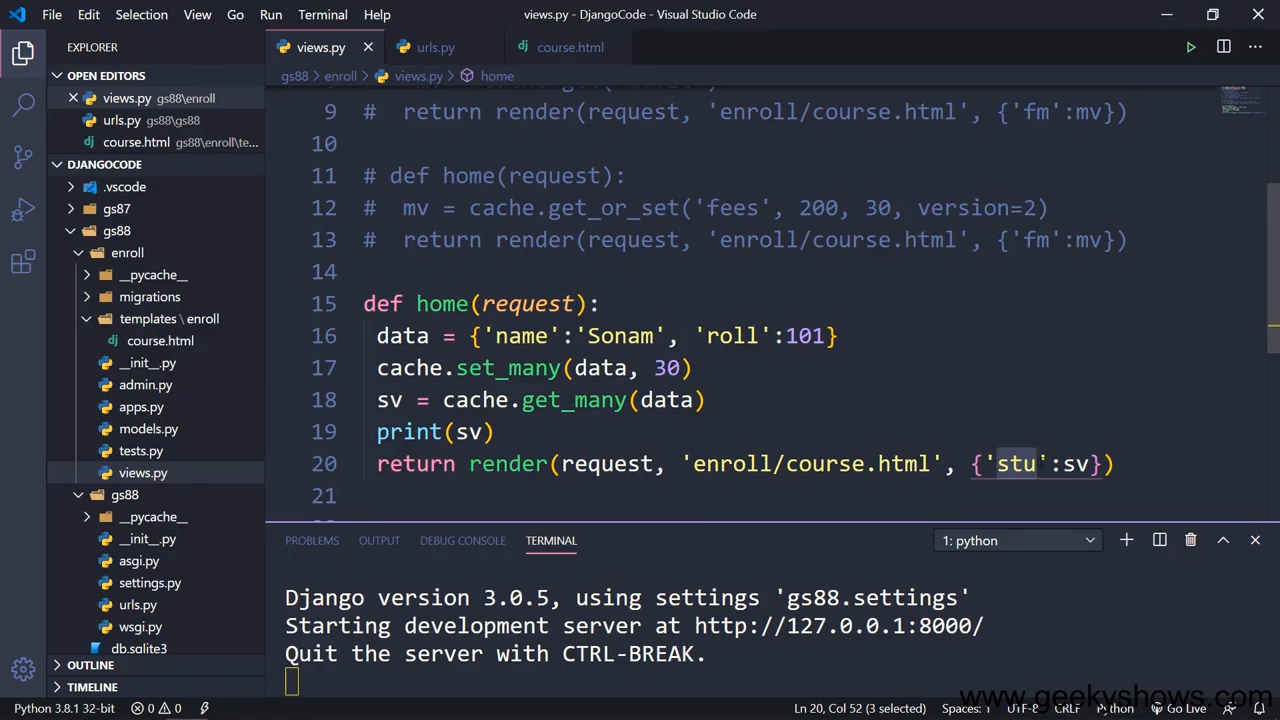 File Edit Selection View Go Run Terminal Help views.py - DjangoCode - Visual Studio Code
EXPLORER
OPEN EDITORS
views.py gs88\enroll
urls.py gs88\gs88
course.html gs88\enroll\te...
DJANGOCODE
.vscode
gs87
gs88
enroll
__pycache__
migrations
templates \ enroll
course.html
__init__.py
admin.py
apps.py
models.py
tests.py
views.py
gs88
__pycache__
__init__.py
asgi.py
settings.py
urls.py
wsgi.py
db.sqlite3
OUTLINE
TIMELINE
views.py urls.py course.html
gs88 enroll views.py home
9 # return render(request, 'enroll/course.html', {'fm':mv})
10
11 # def home(request):
12 # mv = cache.get_or_set('fees', 200, 30, version=2)
13 # return render(request, 'enroll/course.html', {'fm':mv})
14
15 def home(request):
16 data = {'name':'Sonam', 'roll':101}
17 cache.set_many(data, 30)
18 sv = cache.get_many(data)
19 print(sv)
20 return render(request, 'enroll/course.html', {'stu':sv})
21
PROBLEMS OUTPUT DEBUG CONSOLE TERMINAL 1: python
Django version 3.0.5, using settings 'gs88.settings'
Starting development server at http://127.0.0.1:8000/
Quit the server with CTRL-BREAK.
www.geekyshows.com
Python 3.8.1 32-bit 0 0 Ln 20, Col 52 (3 selected) Spaces: 1 UTF-8 CRLF Python Go Live